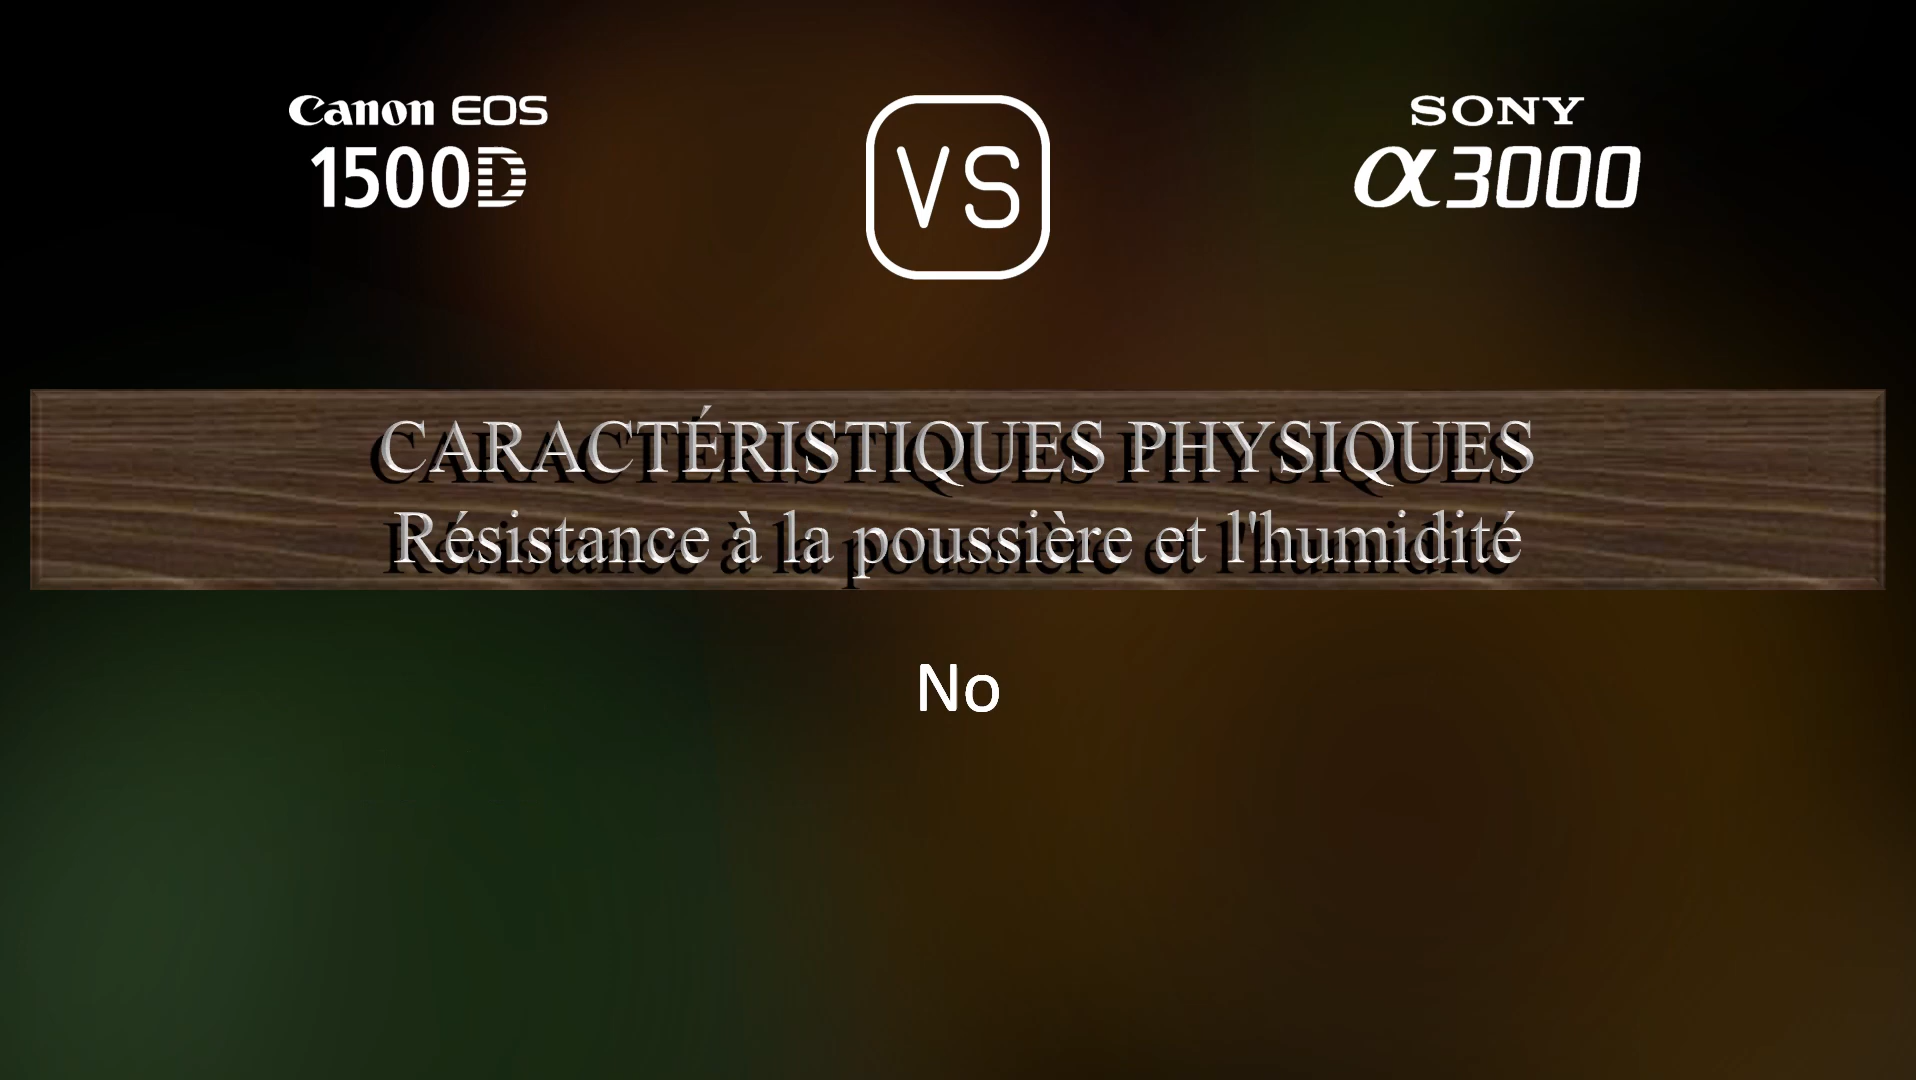 Canon EOS
1500D
VS
SONY
α3000
CARACTÉRISTIQUES PHYSIQUES
Résistance à la poussière et l'humidité
No